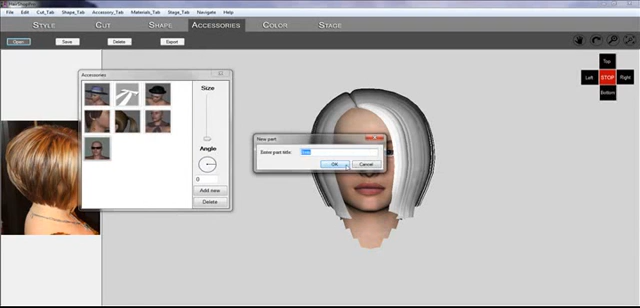 HairShopPro
File Edit Cut_Tab Shape_Tab Accessory_Tab Materials_Tab Stage_Tab Navigate Help
STYLE CUT SHAPE ACCESSORIES COLOR STAGE
Open Save Delete Export
Top
Left STOP Right
Bottom
Accessories
Size
Angle
0
Add new
Delete
New part
Enter part title:
OK Cancel